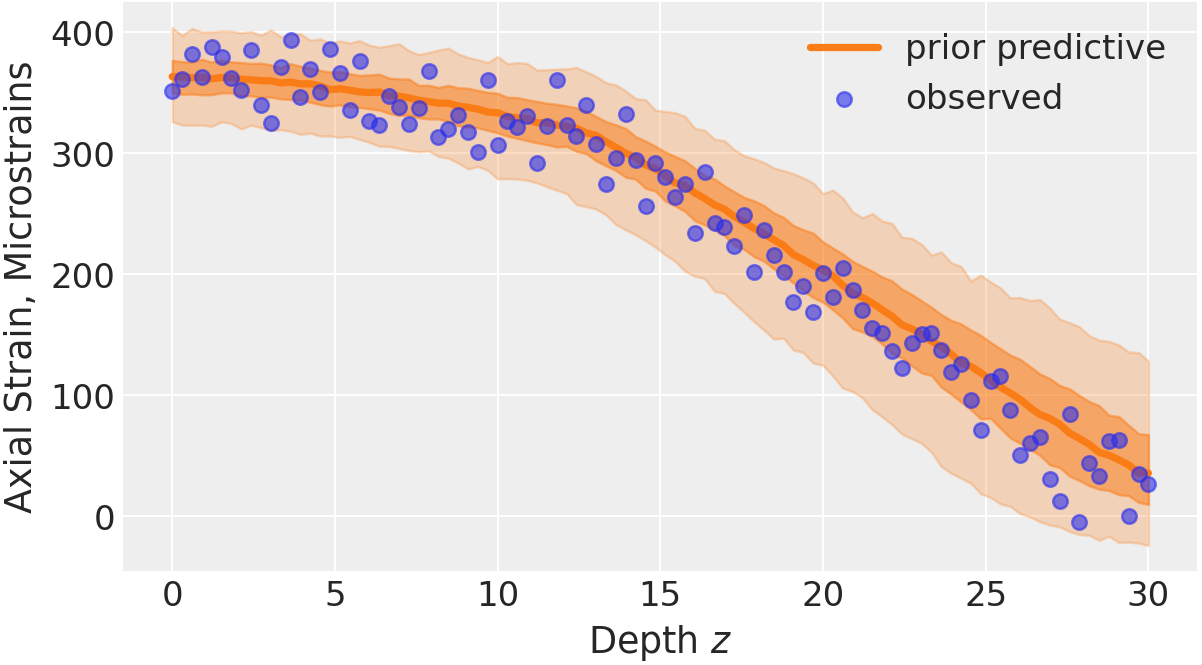 prior predictive
observed
Axial Strain, Microstrains
400
300
200
100
0
0 5 10 15 20 25 30
Depth z